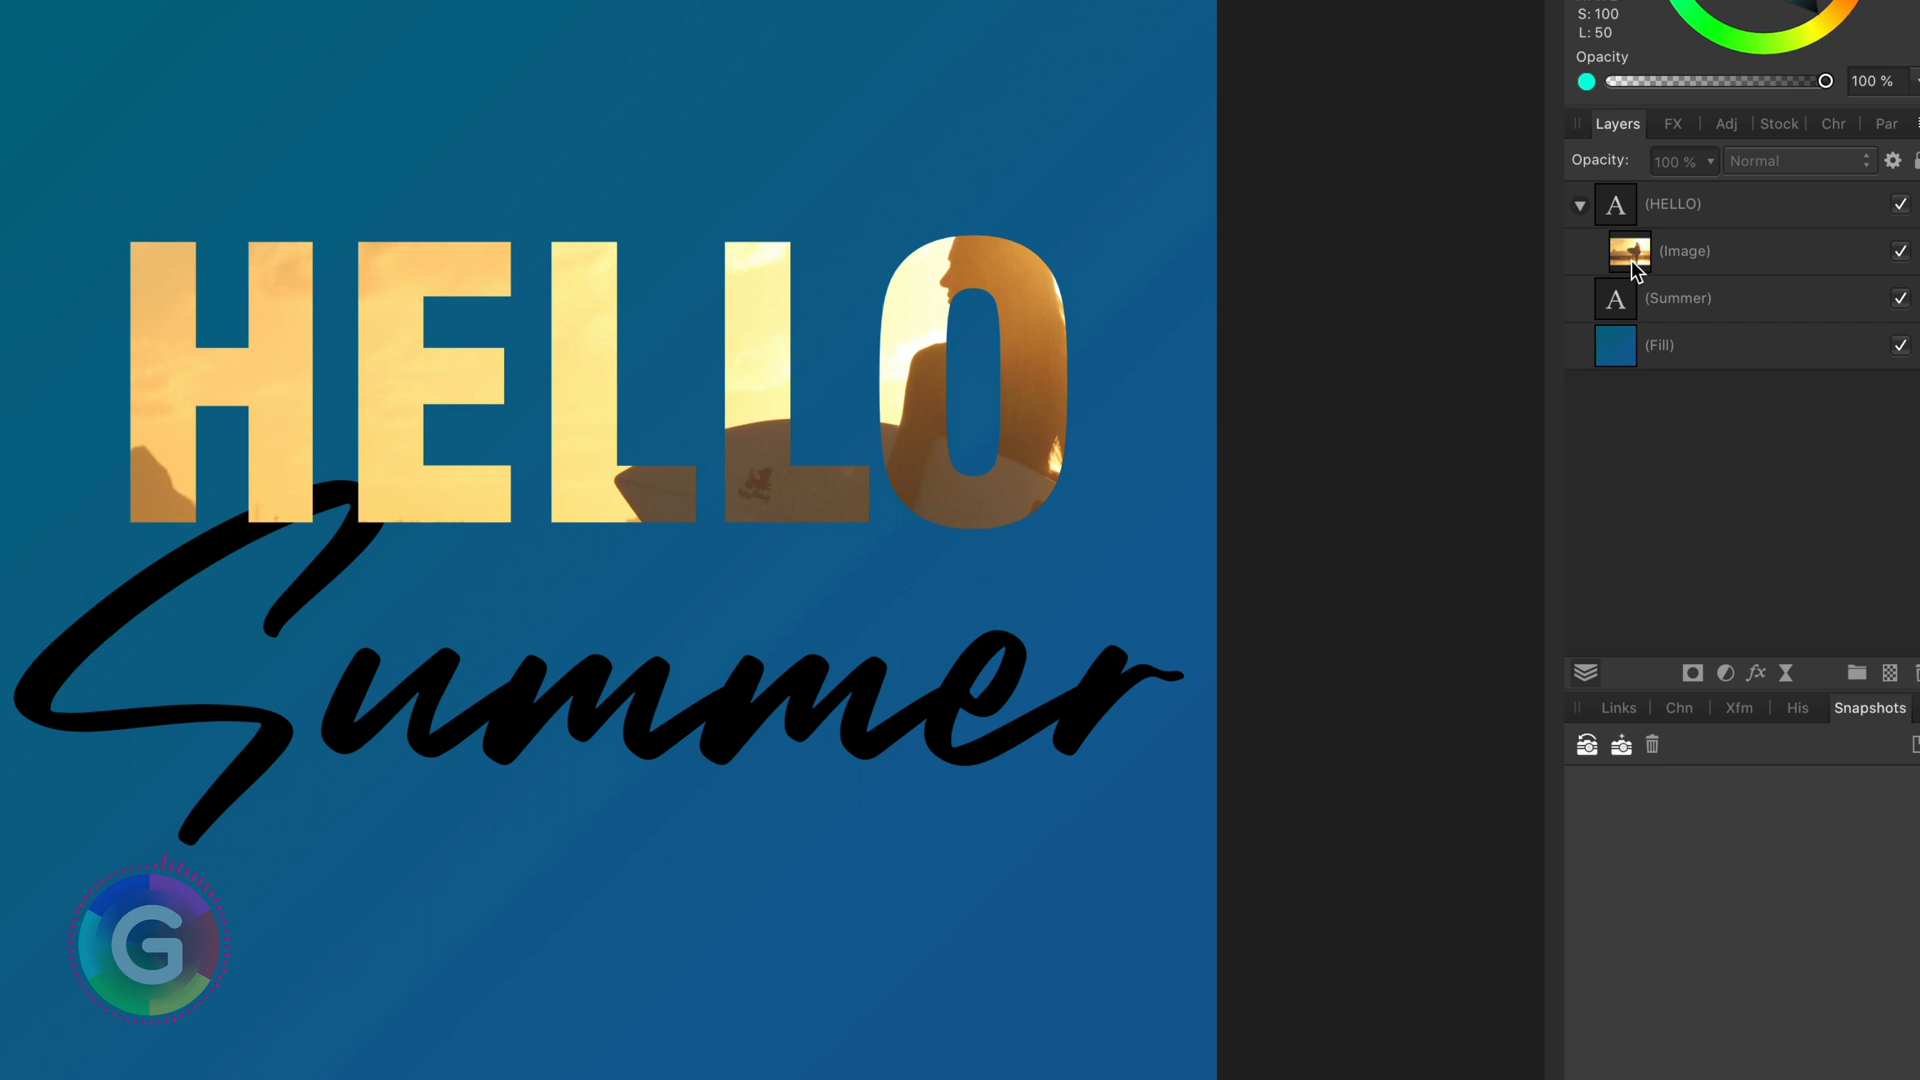 S: 100
L: 50
Opacity
100 %
Layers FX Adj Stock Chr Par
Opacity: 100 % Normal
A (HELLO)
(Image)
A (Summer)
(Fill)
HELLO
Summer
fx
Links Chn Xfm His Snapshots
G